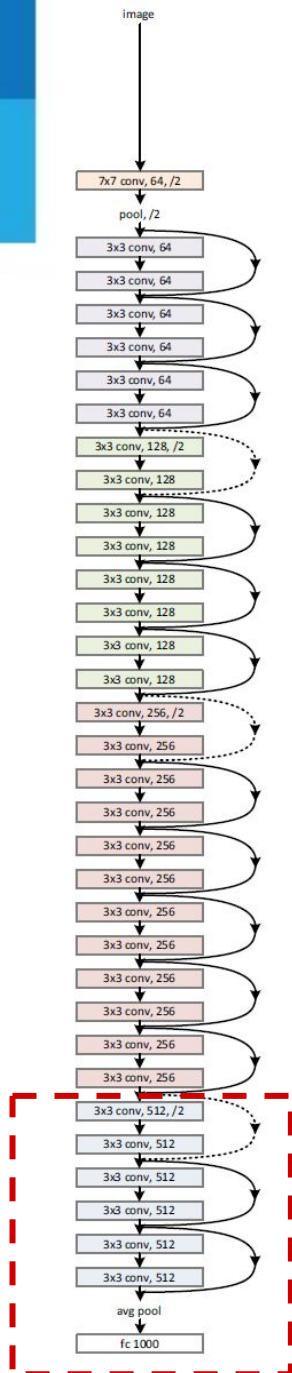 image
7x7 conv, 64, /2
pool, /2
3x3 conv, 64
3x3 conv, 64
3x3 conv, 64
3x3 conv, 64
3x3 conv, 64
3x3 conv, 64
3x3 conv, 128, /2
3x3 conv, 128
3x3 conv, 128
3x3 conv, 128
3x3 conv, 128
3x3 conv, 128
3x3 conv, 128
3x3 conv, 128
3x3 conv, 256, /2
3x3 conv, 256
3x3 conv, 256
3x3 conv, 256
3x3 conv, 256
3x3 conv, 256
3x3 conv, 256
3x3 conv, 256
3x3 conv, 256
3x3 conv, 256
3x3 conv, 256
3x3 conv, 256
3x3 conv, 512, /2
3x3 conv, 512
3x3 conv, 512
3x3 conv, 512
3x3 conv, 512
3x3 conv, 512
avg pool
fc 1000